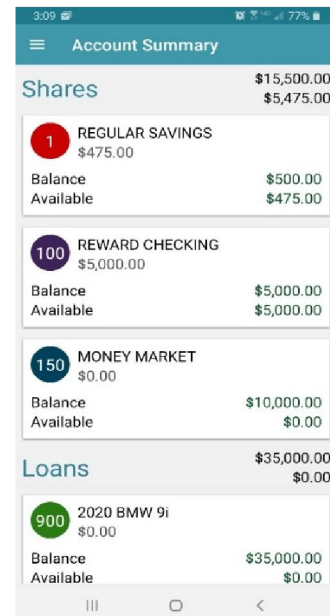 3:09 77%
Account Summary
Shares $15,500.00
$5,475.00
1 REGULAR SAVINGS
$475.00
Balance $500.00
Available $475.00
100 REWARD CHECKING
$5,000.00
Balance $5,000.00
Available $5,000.00
150 MONEY MARKET
$0.00
Balance $10,000.00
Available $0.00
Loans $35,000.00
$0.00
900 2020 BMW 9i
$0.00
Balance $35,000.00
Available $0.00